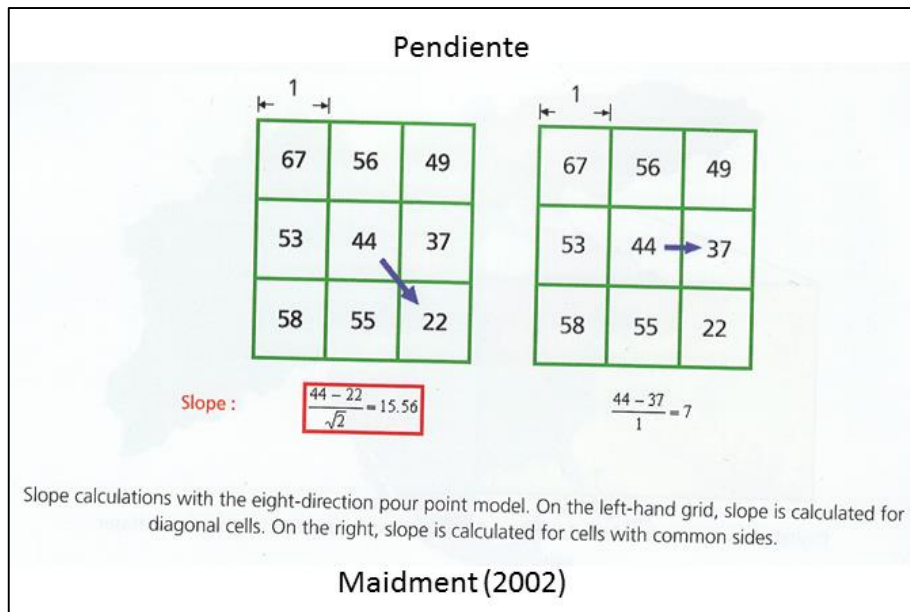 Pendiente
1 1
67 56 49 67 56 49
53 44 37 53 44 37
58 55 22 58 55 22
Slope : 44 − 22 / √2 = 15.56 44 − 37 / 1 = 7
Slope calculations with the eight-direction pour point model. On the left-hand grid, slope is calculated for
diagonal cells. On the right, slope is calculated for cells with common sides.
Maidment (2002)